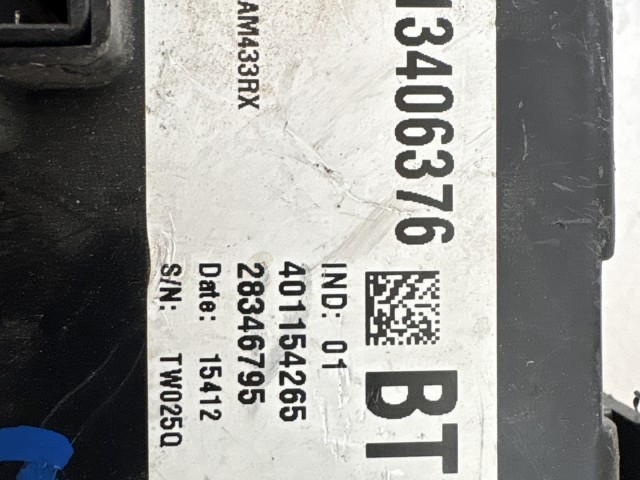 13406376 BT
AM433RX
IND: 01
401154265
28346795
Date: 15412
S/N: TW025Q